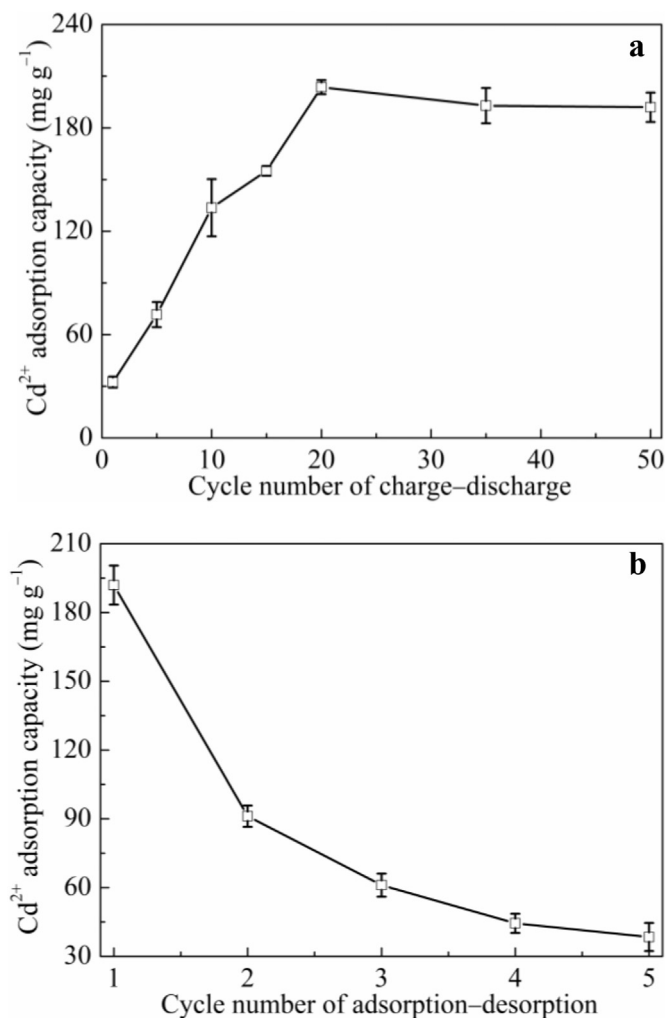 a
240
180
120
60
0
Cd²⁺ adsorption capacity (mg g⁻¹)
0 10 20 30 40 50
Cycle number of charge–discharge
b
210
180
150
120
90
60
30
Cd²⁺ adsorption capacity (mg g⁻¹)
1 2 3 4 5
Cycle number of adsorption–desorption